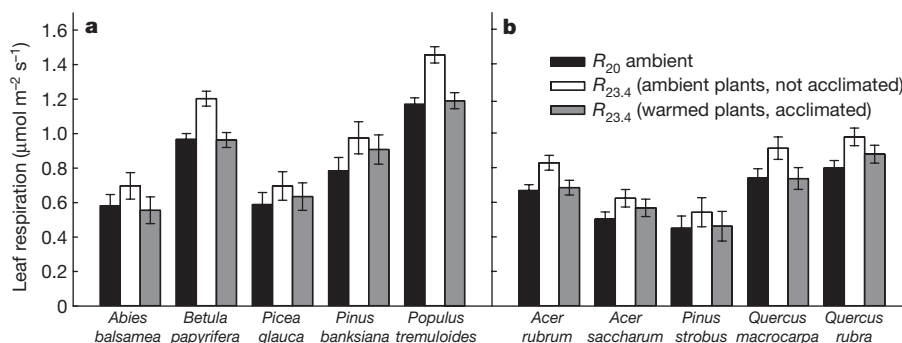 a
b
Leaf respiration (μmol m⁻² s⁻¹)
1.6
1.4
1.2
1.0
0.8
0.6
0.4
0.2
0
R₂₀ ambient
R₂₃.₄ (ambient plants, not acclimated)
R₂₃.₄ (warmed plants, acclimated)
Abies
balsamea
Betula
papyrifera
Picea
glauca
Pinus
banksiana
Populus
tremuloides
Acer
rubrum
Acer
saccharum
Pinus
strobus
Quercus
macrocarpa
Quercus
rubra